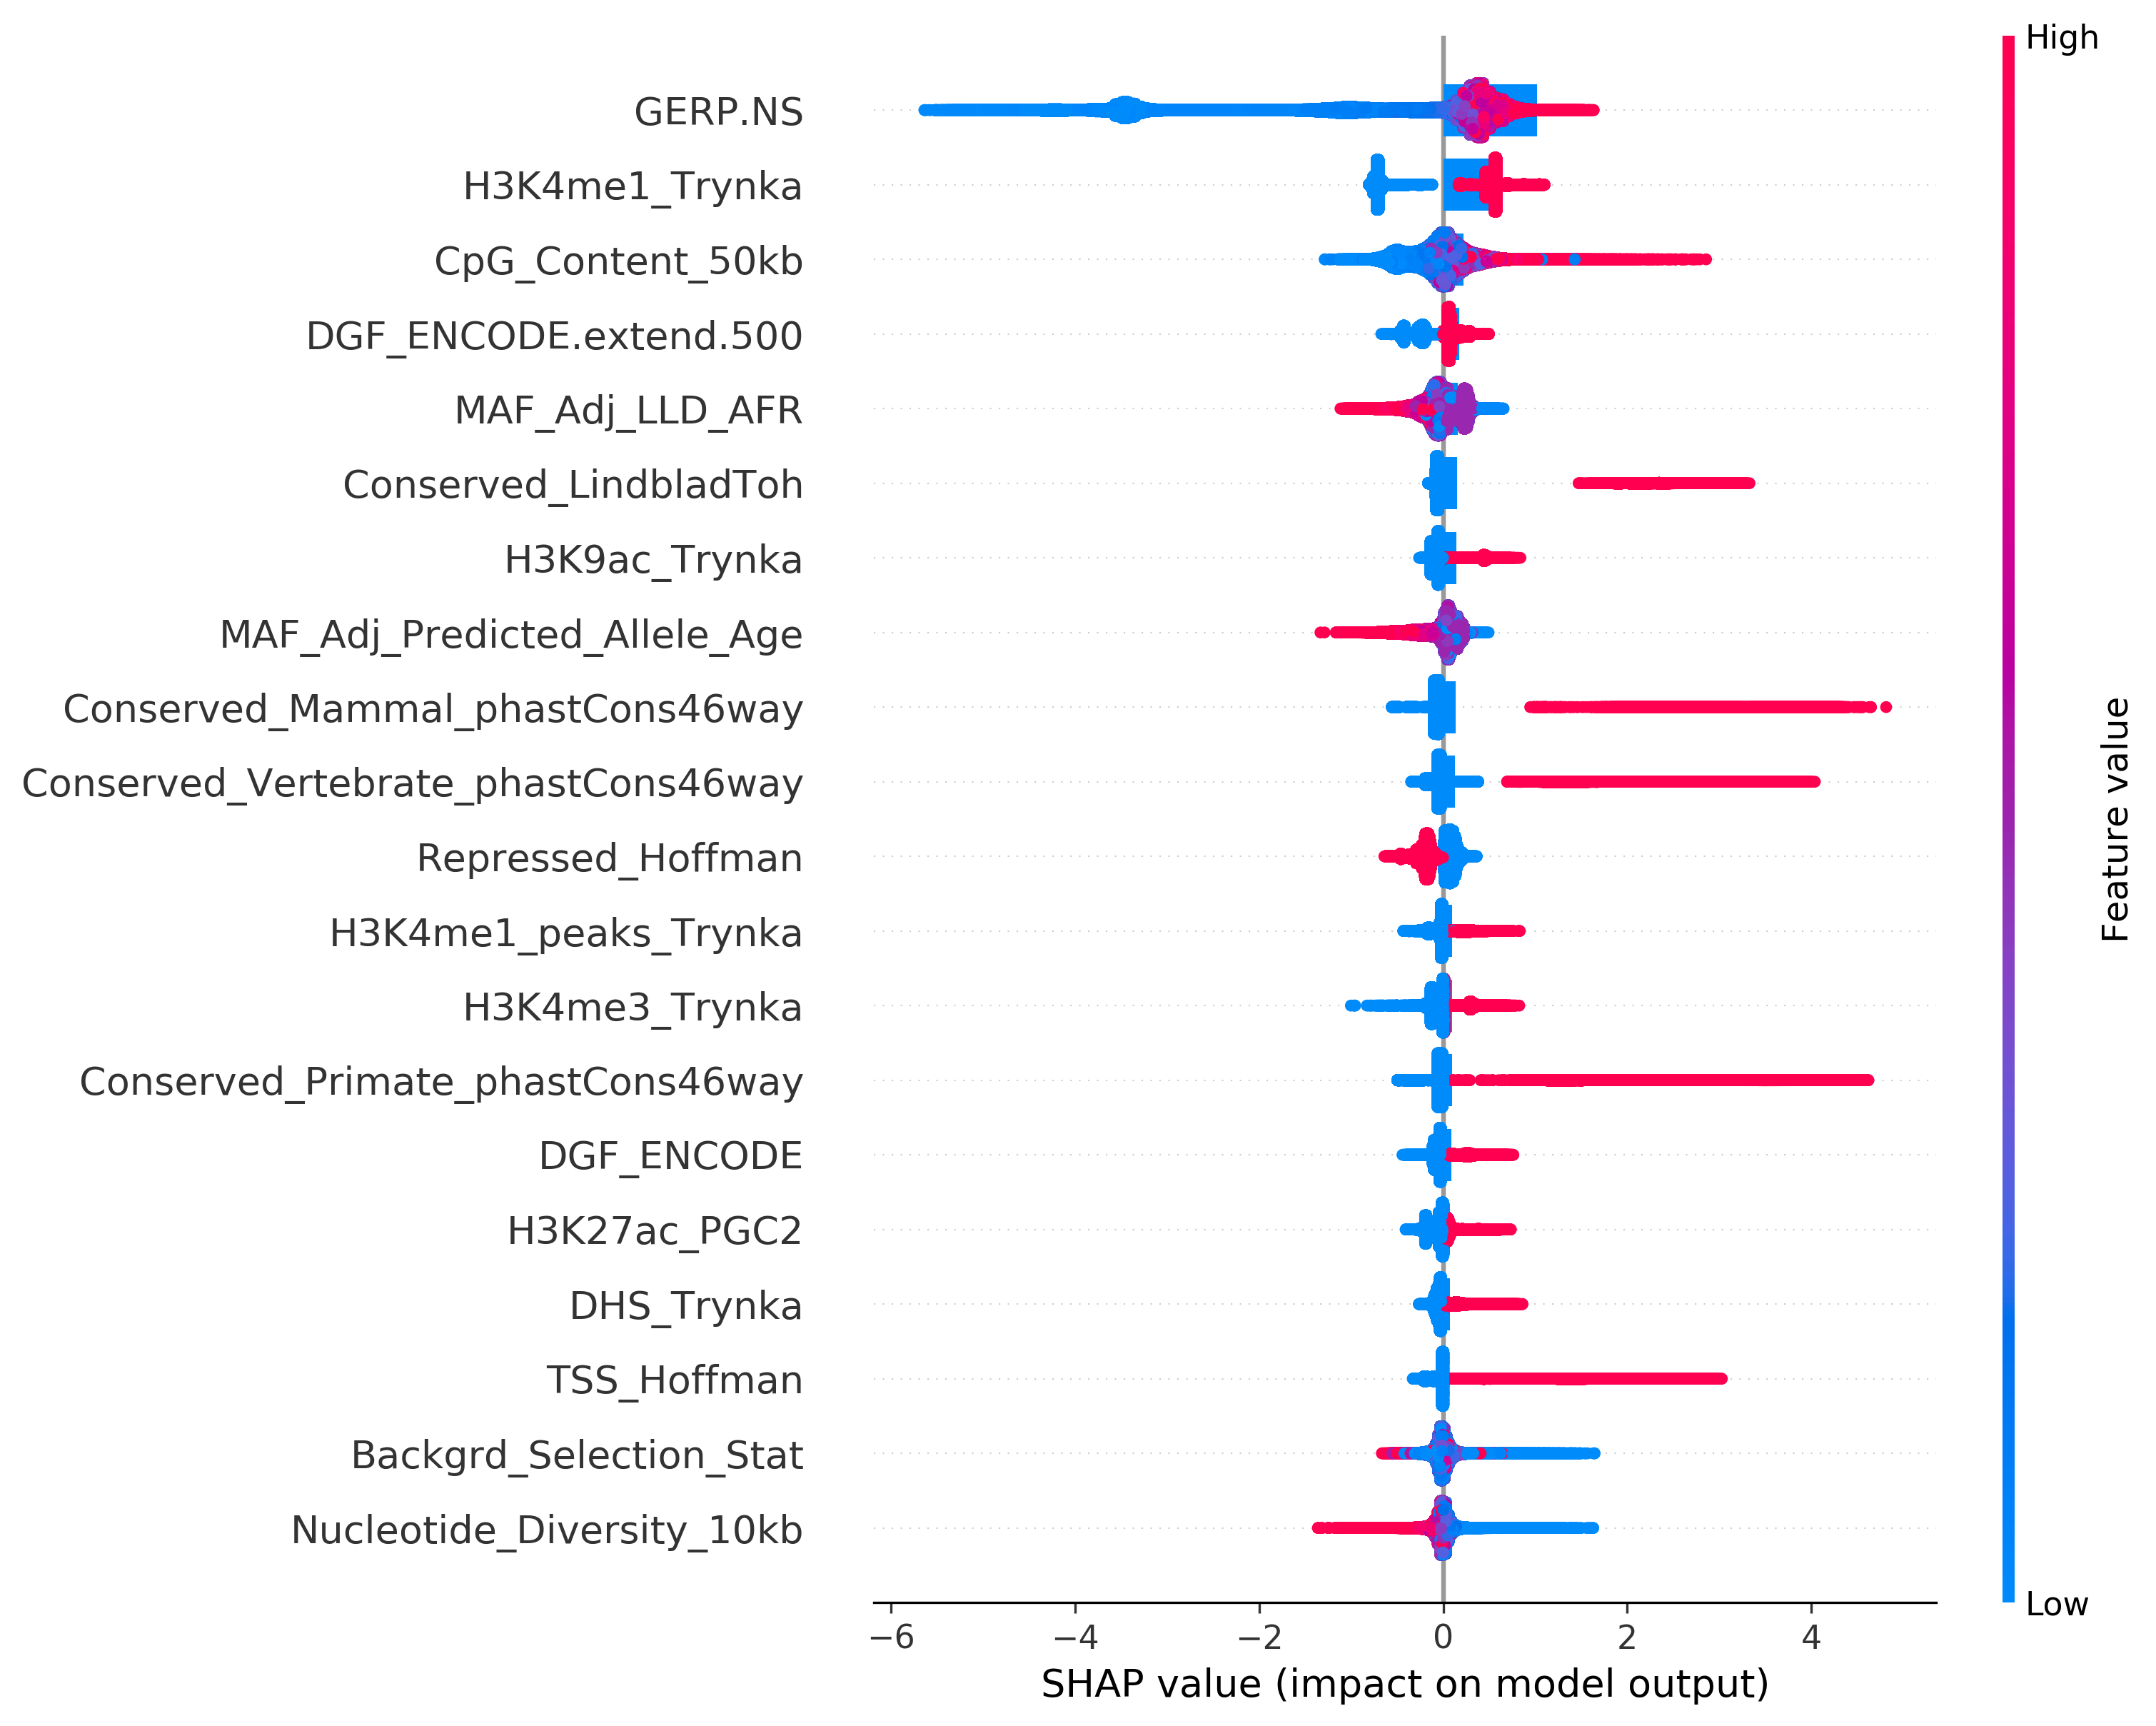 High
GERP.NS
H3K4me1_Trynka
CpG_Content_50kb
DGF_ENCODE.extend.500
MAF_Adj_LLD_AFR
Conserved_LindbladToh
H3K9ac_Trynka
MAF_Adj_Predicted_Allele_Age
Conserved_Mammal_phastCons46way
Conserved_Vertebrate_phastCons46way
Repressed_Hoffman
H3K4me1_peaks_Trynka
H3K4me3_Trynka
Conserved_Primate_phastCons46way
DGF_ENCODE
H3K27ac_PGC2
DHS_Trynka
TSS_Hoffman
Backgrd_Selection_Stat
Nucleotide_Diversity_10kb
Feature value
Low
−6 −4 −2 0 2 4
SHAP value (impact on model output)